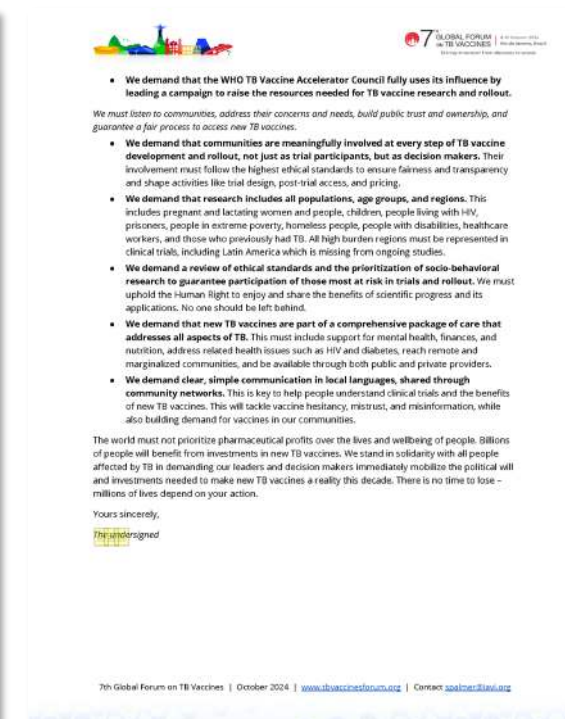 7th GLOBAL FORUM
ON TB VACCINES
Rio de Janeiro, Brazil
• We demand that the WHO TB Vaccine Accelerator Council fully uses its influence by
leading a campaign to raise the resources needed for TB vaccine research and rollout.
We must listen to communities, address their concerns and needs, build public trust and ownership, and
guarantee a fair process to access new TB vaccines.
• We demand that communities are meaningfully involved at every step of TB vaccine
development and rollout, not just as trial participants, but as decision makers. Their
involvement must follow the highest ethical standards to ensure fairness and transparency
and shape activities like trial design, post-trial access, and pricing.
• We demand that research includes all populations, age groups, and regions. This
includes pregnant and lactating women and people, children, people living with HIV,
prisoners, people in extreme poverty, homeless people, people with disabilities, healthcare
workers, and those who previously had TB. All high burden regions must be represented in
clinical trials, including Latin America which is missing from ongoing studies.
• We demand a review of ethical standards and the prioritization of socio-behavioral
research to guarantee participation of those most at risk in trials and rollout. We must
uphold the Human Right to enjoy and share the benefits of scientific progress and its
applications. No one should be left behind.
• We demand that new TB vaccines are part of a comprehensive package of care that
addresses all aspects of TB. This must include support for mental health, finances, and
nutrition, address related health issues such as HIV and diabetes, reach remote and
marginalized communities, and be available through both public and private providers.
• We demand clear, simple communication in local languages, shared through
community networks. This is key to help people understand clinical trials and the benefits
of new TB vaccines. This will tackle vaccine hesitancy, mistrust, and misinformation, while
also building demand for vaccines in our communities.
The world must not prioritize pharmaceutical profits over the lives and wellbeing of people. Billions
of people will benefit from investments in new TB vaccines. We stand in solidarity with all people
affected by TB in demanding our leaders and decision makers immediately mobilize the political will
and investments needed to make new TB vaccines a reality this decade. There is no time to lose –
millions of lives depend on your action.
Yours sincerely,
The undersigned
7th Global Forum on TB Vaccines | October 2024 | www.tbvaccinesforum.org | Contact spalmer@iavi.org